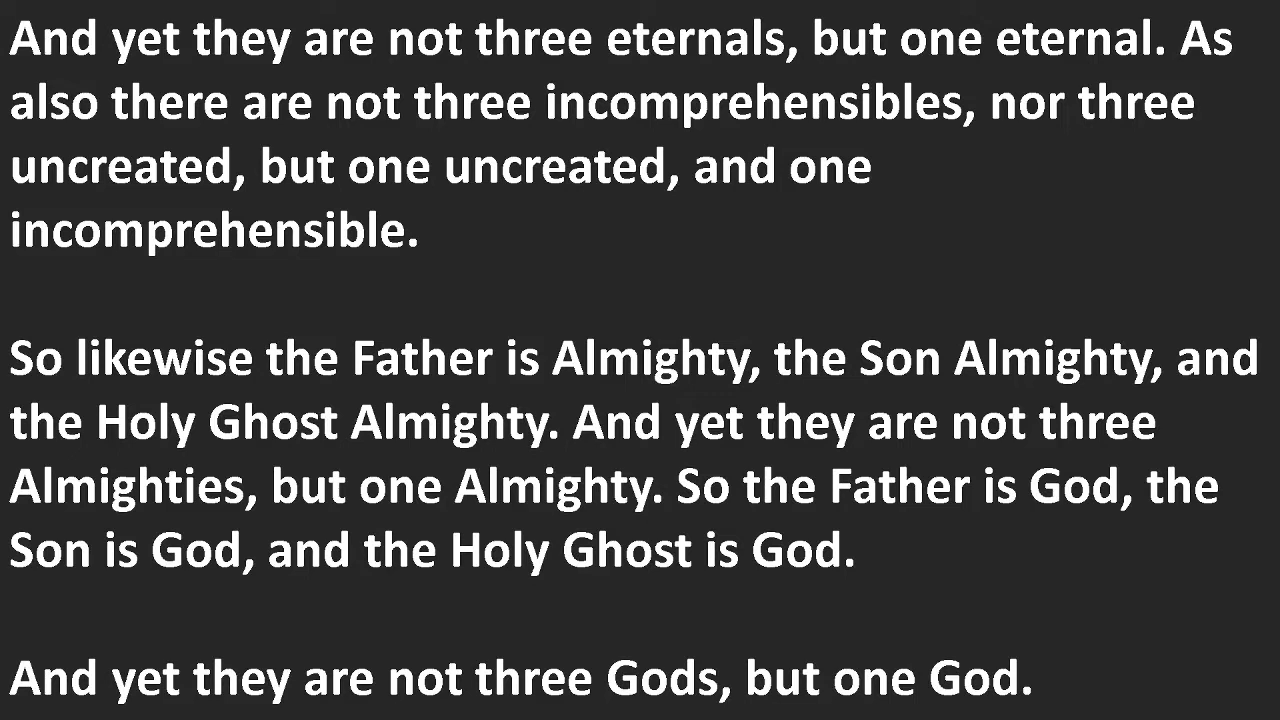 And yet they are not three eternals, but one eternal. As
also there are not three incomprehensibles, nor three
uncreated, but one uncreated, and one
incomprehensible.
So likewise the Father is Almighty, the Son Almighty, and
the Holy Ghost Almighty. And yet they are not three
Almighties, but one Almighty. So the Father is God, the
Son is God, and the Holy Ghost is God.
And yet they are not three Gods, but one God.